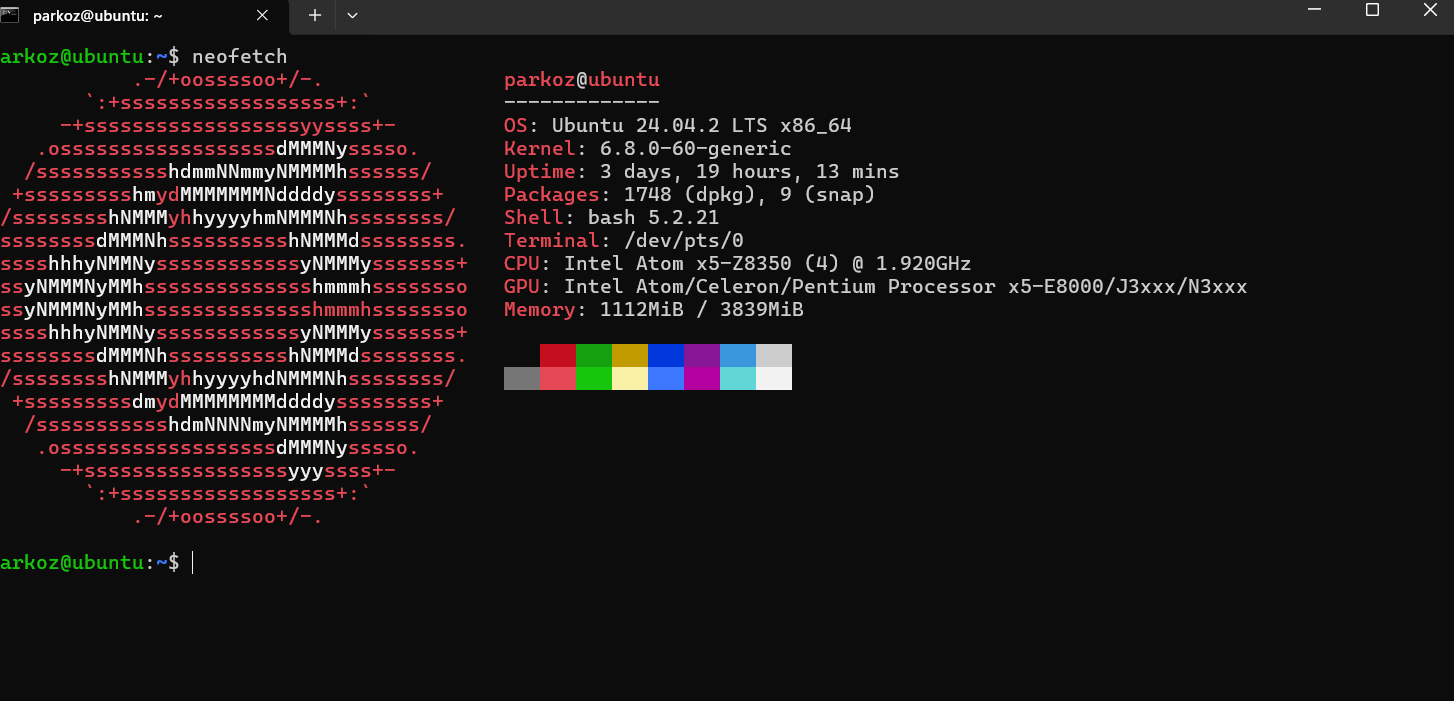 parkoz@ubuntu: ~
arkoz@ubuntu:~$ neofetch
.-/+oossssoo+/-.
`:+ssssssssssssssssss+:`
-+ssssssssssssssssssyyssss+-
.ossssssssssssssssssdMMMNysssso.
/ssssssssssshdmmNNmmyNMMMMhssssss/
+ssssssssshmydMMMMMMMNddddyssssssss+
/sssssssshNMMMyhhyyyyhmNMMMNhssssssss/
ssssssssdMMMNhsssssssssshNMMMdssssssss.
sssshhhyNMMNyssssssssssssyNMMMysssssss+
ssyNMMMNyMMhsssssssssssssshmmmhssssssso
ssyNMMMNyMMhsssssssssssssshmmmhssssssso
sssshhhyNMMNyssssssssssssyNMMMysssssss+
ssssssssdMMMNhsssssssssshNMMMdssssssss.
/sssssssshNMMMyhhyyyyhdNMMMNhssssssss/
+sssssssssdmydMMMMMMMMddddyssssssss+
/ssssssssssshdmNNNNmyNMMMMhssssss/
.ossssssssssssssssssdMMMNysssso.
-+sssssssssssssssssyyyssss+-
`:+ssssssssssssssssss+:`
.-/+oossssoo+/-.
parkoz@ubuntu
-------------
OS: Ubuntu 24.04.2 LTS x86_64
Kernel: 6.8.0-60-generic
Uptime: 3 days, 19 hours, 13 mins
Packages: 1748 (dpkg), 9 (snap)
Shell: bash 5.2.21
Terminal: /dev/pts/0
CPU: Intel Atom x5-Z8350 (4) @ 1.920GHz
GPU: Intel Atom/Celeron/Pentium Processor x5-E8000/J3xxx/N3xxx
Memory: 1112MiB / 3839MiB
arkoz@ubuntu:~$